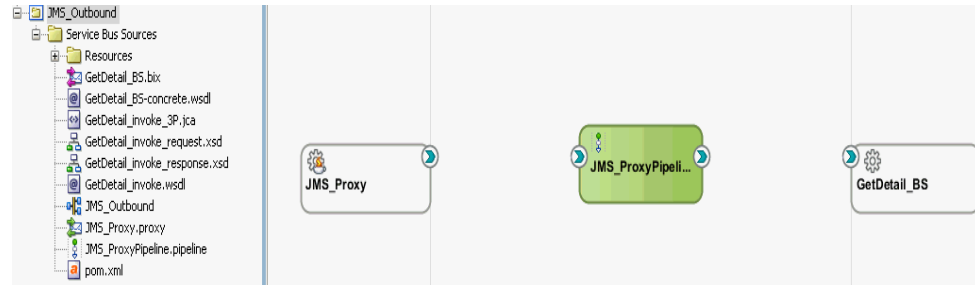 JMS_Outbound
Service Bus Sources
Resources
GetDetail_BS.bix
GetDetail_BS-concrete.wsdl
GetDetail_invoke_3P.jca
GetDetail_invoke_request.xsd
GetDetail_invoke_response.xsd
GetDetail_invoke.wsdl
JMS_Outbound
JMS_Proxy.proxy
JMS_ProxyPipeline.pipeline
pom.xml
JMS_Proxy
JMS_ProxyPipeli...
GetDetail_BS